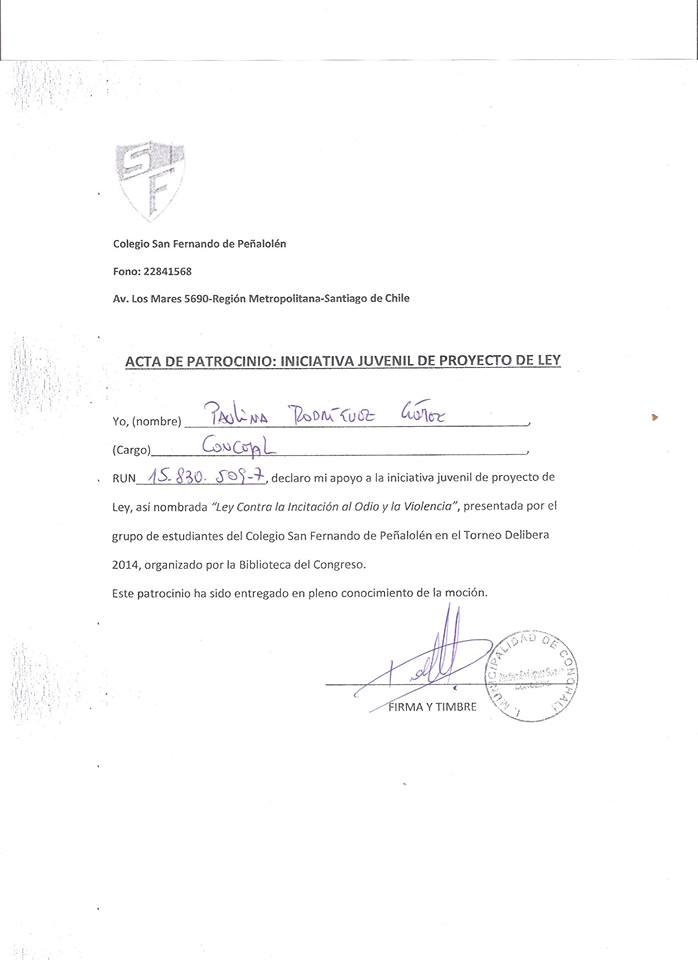 SIF
Colegio San Fernando de Peñalolén
Fono: 22841568
Av. Los Mares 5690-Región Metropolitana-Santiago de Chile
ACTA DE PATROCINIO: INICIATIVA JUVENIL DE PROYECTO DE LEY
Yo, (nombre) PAULINA RODRÍGUEZ GÓMEZ,
(Cargo) CONCEJAL,
RUN 15.830.509-7, declaro mi apoyo a la iniciativa juvenil de proyecto de
Ley, así nombrada "Ley Contra la Incitación al Odio y la Violencia", presentada por el
grupo de estudiantes del Colegio San Fernando de Peñalolén en el Torneo Delibera
2014, organizado por la Biblioteca del Congreso.
Este patrocinio ha sido entregado en pleno conocimiento de la moción.
I. MUNICIPALIDAD DE CONCHALÍ
FIRMA Y TIMBRE